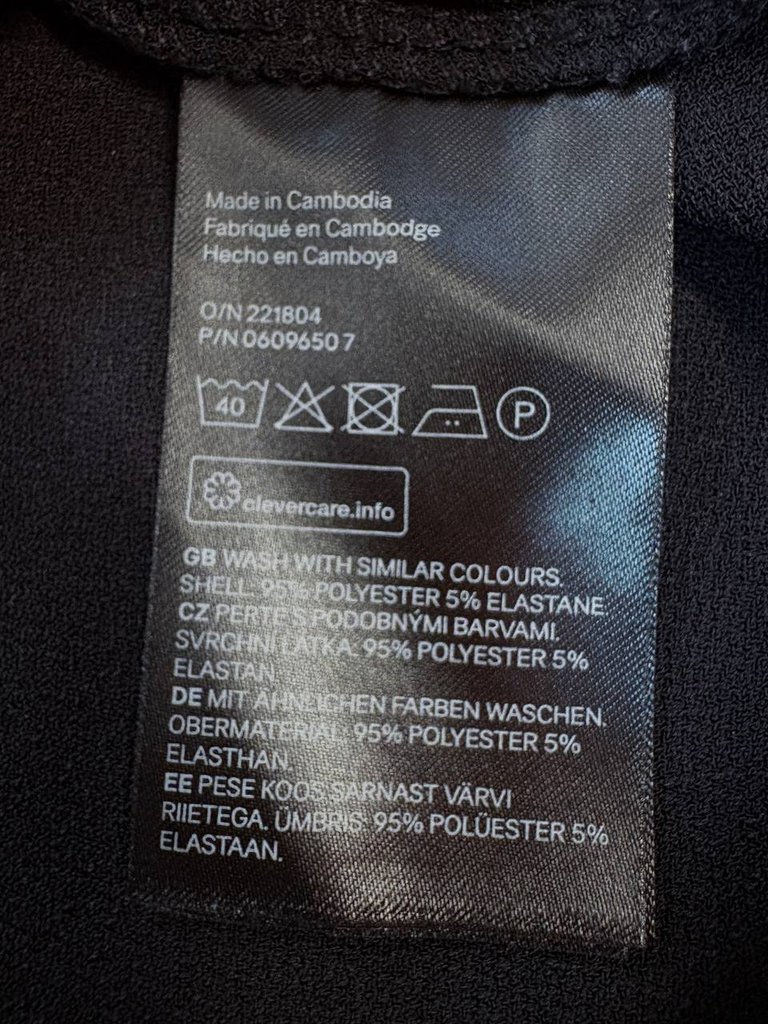 Made in Cambodia
Fabriqué en Cambodge
Hecho en Camboya
O/N 221804
P/N 0609650 7
40 P
clevercare.info
GB WASH WITH SIMILAR COLOURS.
SHELL: 95% POLYESTER 5% ELASTANE.
CZ PERTE S PODOBNÝMI BARVAMI.
SVRCHNÍ LÁTKA: 95% POLYESTER 5%
ELASTAN.
DE MIT ÄHNLICHEN FARBEN WASCHEN.
OBERMATERIAL: 95% POLYESTER 5%
ELASTHAN.
EE PESE KOOS SARNAST VÄRVI
RIIETEGA. ÜMBRIS: 95% POLÜESTER 5%
ELASTAAN.